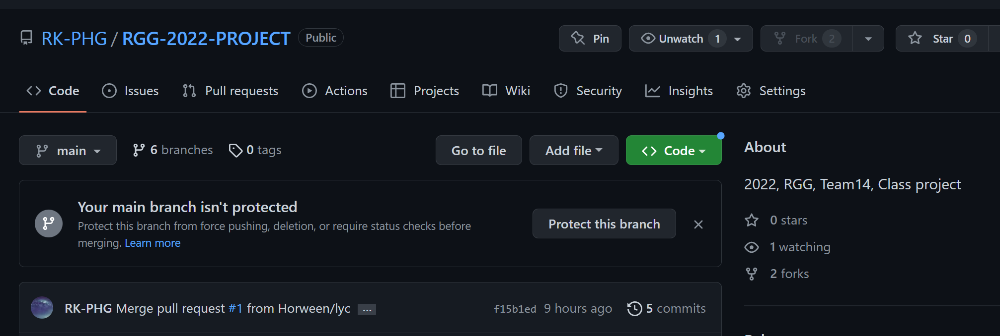 RK-PHG / RGG-2022-PROJECT Public Pin Unwatch 1 Fork 2 Star 0
Code Issues Pull requests Actions Projects Wiki Security Insights Settings
main 6 branches 0 tags Go to file Add file Code
About
2022, RGG, Team14, Class project
0 stars
1 watching
2 forks
Your main branch isn't protected
Protect this branch from force pushing, deletion, or require status checks before
merging. Learn more
Protect this branch
RK-PHG Merge pull request #1 from Horween/lyc ... f15b1ed 9 hours ago 5 commits